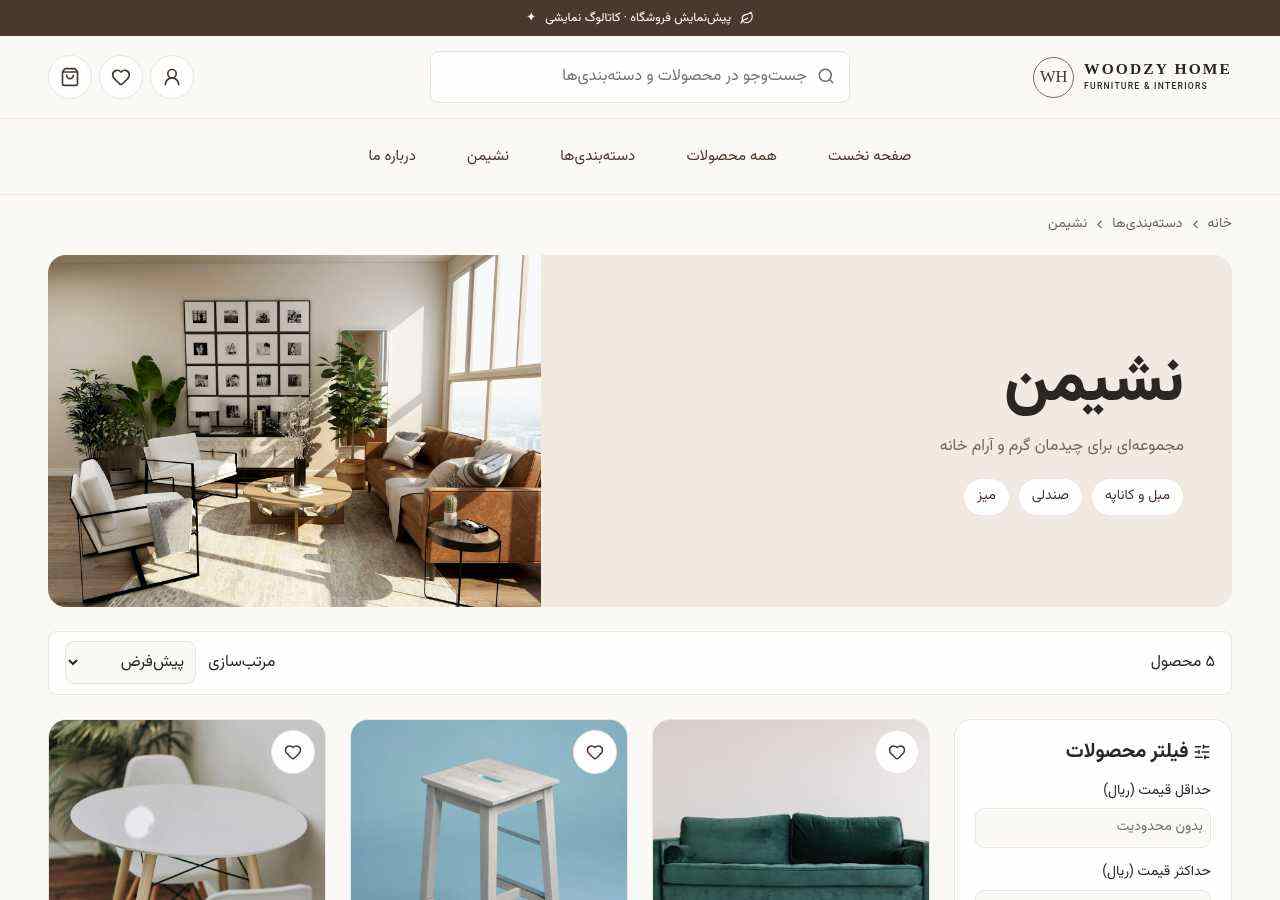 پیش‌نمایش فروشگاه · کاتالوگ نمایشی ✦
WOODZY HOME
FURNITURE & INTERIORS
WH
جست‌وجو در محصولات و دسته‌بندی‌ها
صفحه نخست
همه محصولات
دسته‌بندی‌ها
نشیمن
درباره ما
خانه › دسته‌بندی‌ها › نشیمن
نشیمن
مجموعه‌ای برای چیدمان گرم و آرام خانه
مبل و کاناپه
صندلی
میز
۵ محصول
مرتب‌سازی
پیش‌فرض
فیلتر محصولات
حداقل قیمت (ریال)
بدون محدودیت
حداکثر قیمت (ریال)